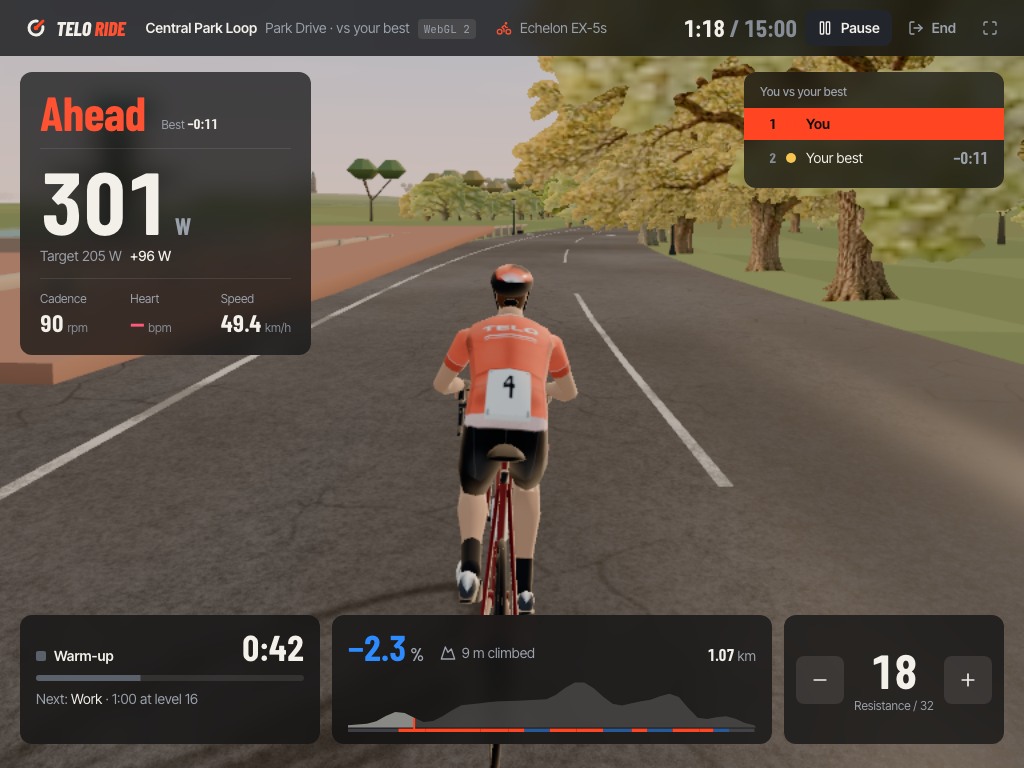 TELO RIDE Central Park Loop Park Drive · vs your best WebGL 2 Echelon EX-5s 1:18 / 15:00 Pause End
Ahead Best −0:11
301 W
Target 205 W +96 W
Cadence Heart Speed
90 rpm — bpm 49.4 km/h
You vs your best
1 You
2 Your best −0:11
TELO
4
Warm-up 0:42
Next: Work · 1:00 at level 16
−2.3 % 9 m climbed 1.07 km
− 18 +
Resistance / 32